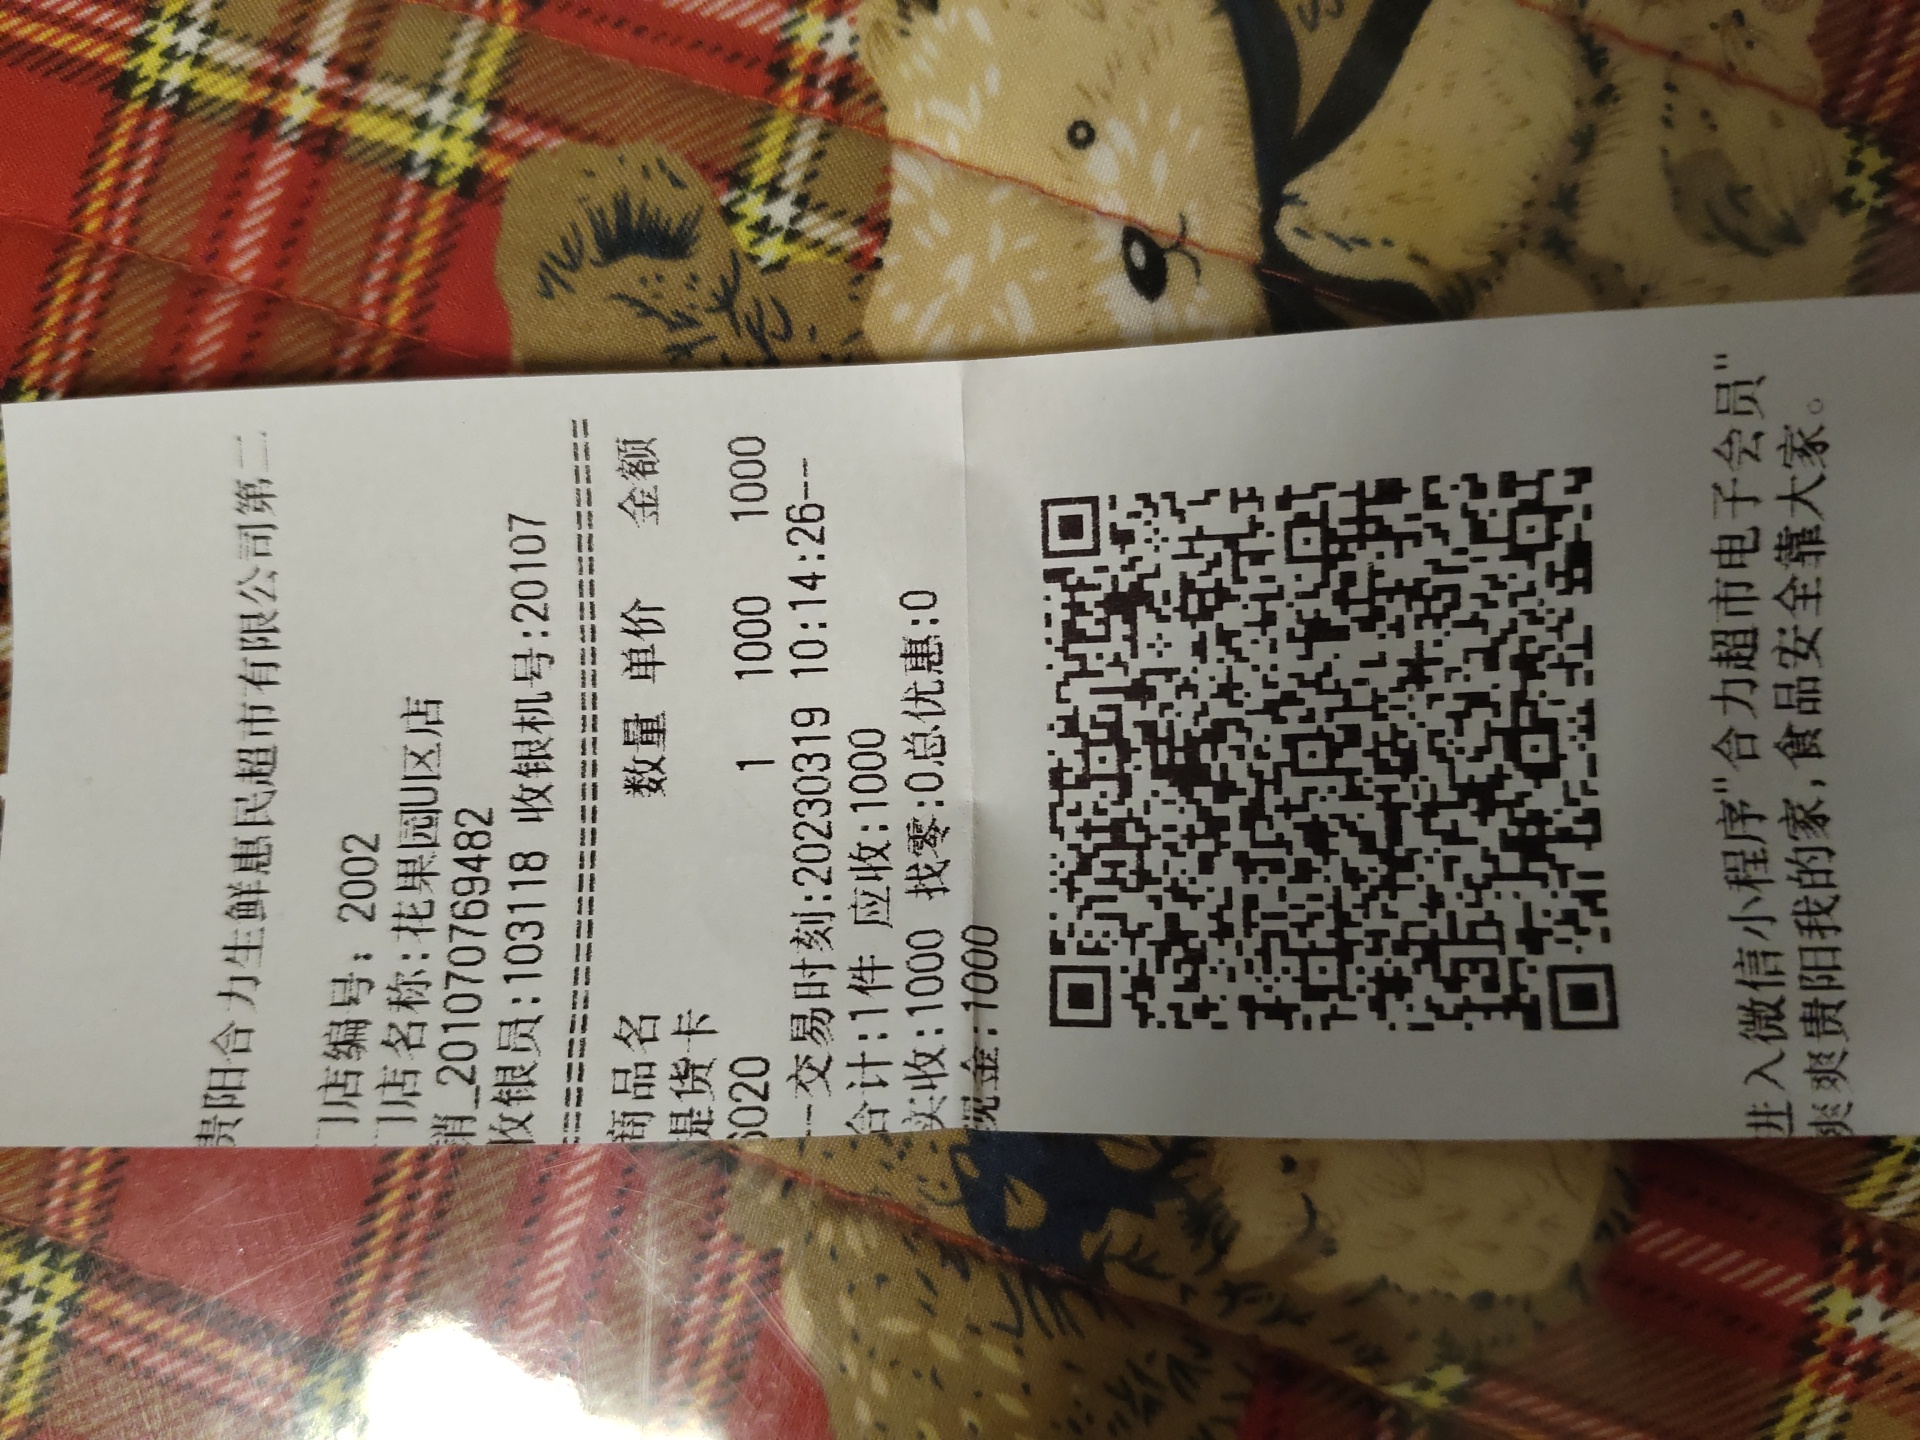 贵阳合力生鲜惠民超市有限公司第二
门店编号: 2002
门店名称:花果园U区店
销_201070769482
收银员:103118 收银机号:20107
商品名 数量 单价 金额
提货卡
6020 1 1000 1000
--交易时刻:20230319 10:14:26--
合计:1件 应收:1000
实收:1000 找零:0总优惠:0
现金:1000
进入微信小程序"合力超市电子会员"
爽爽贵阳我的家,食品安全靠大家。